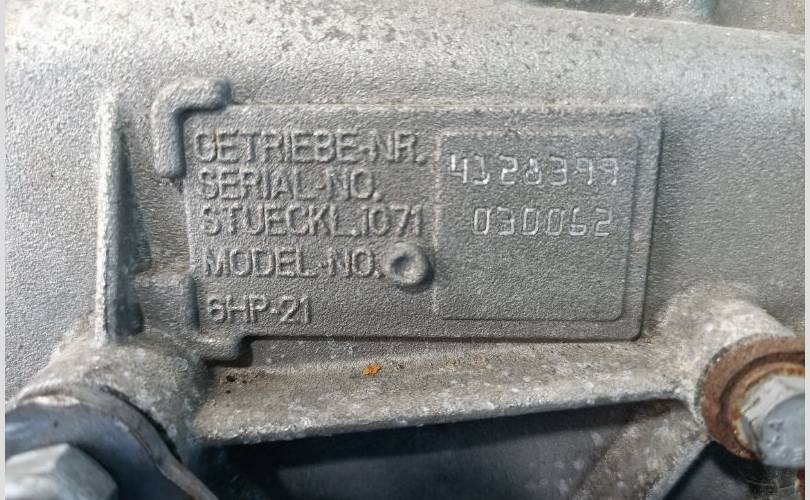 GETRIEBE-NR. 4128399
SERIAL-NO.
STUECKL.1071 030062
MODEL-NO.
6HP-21